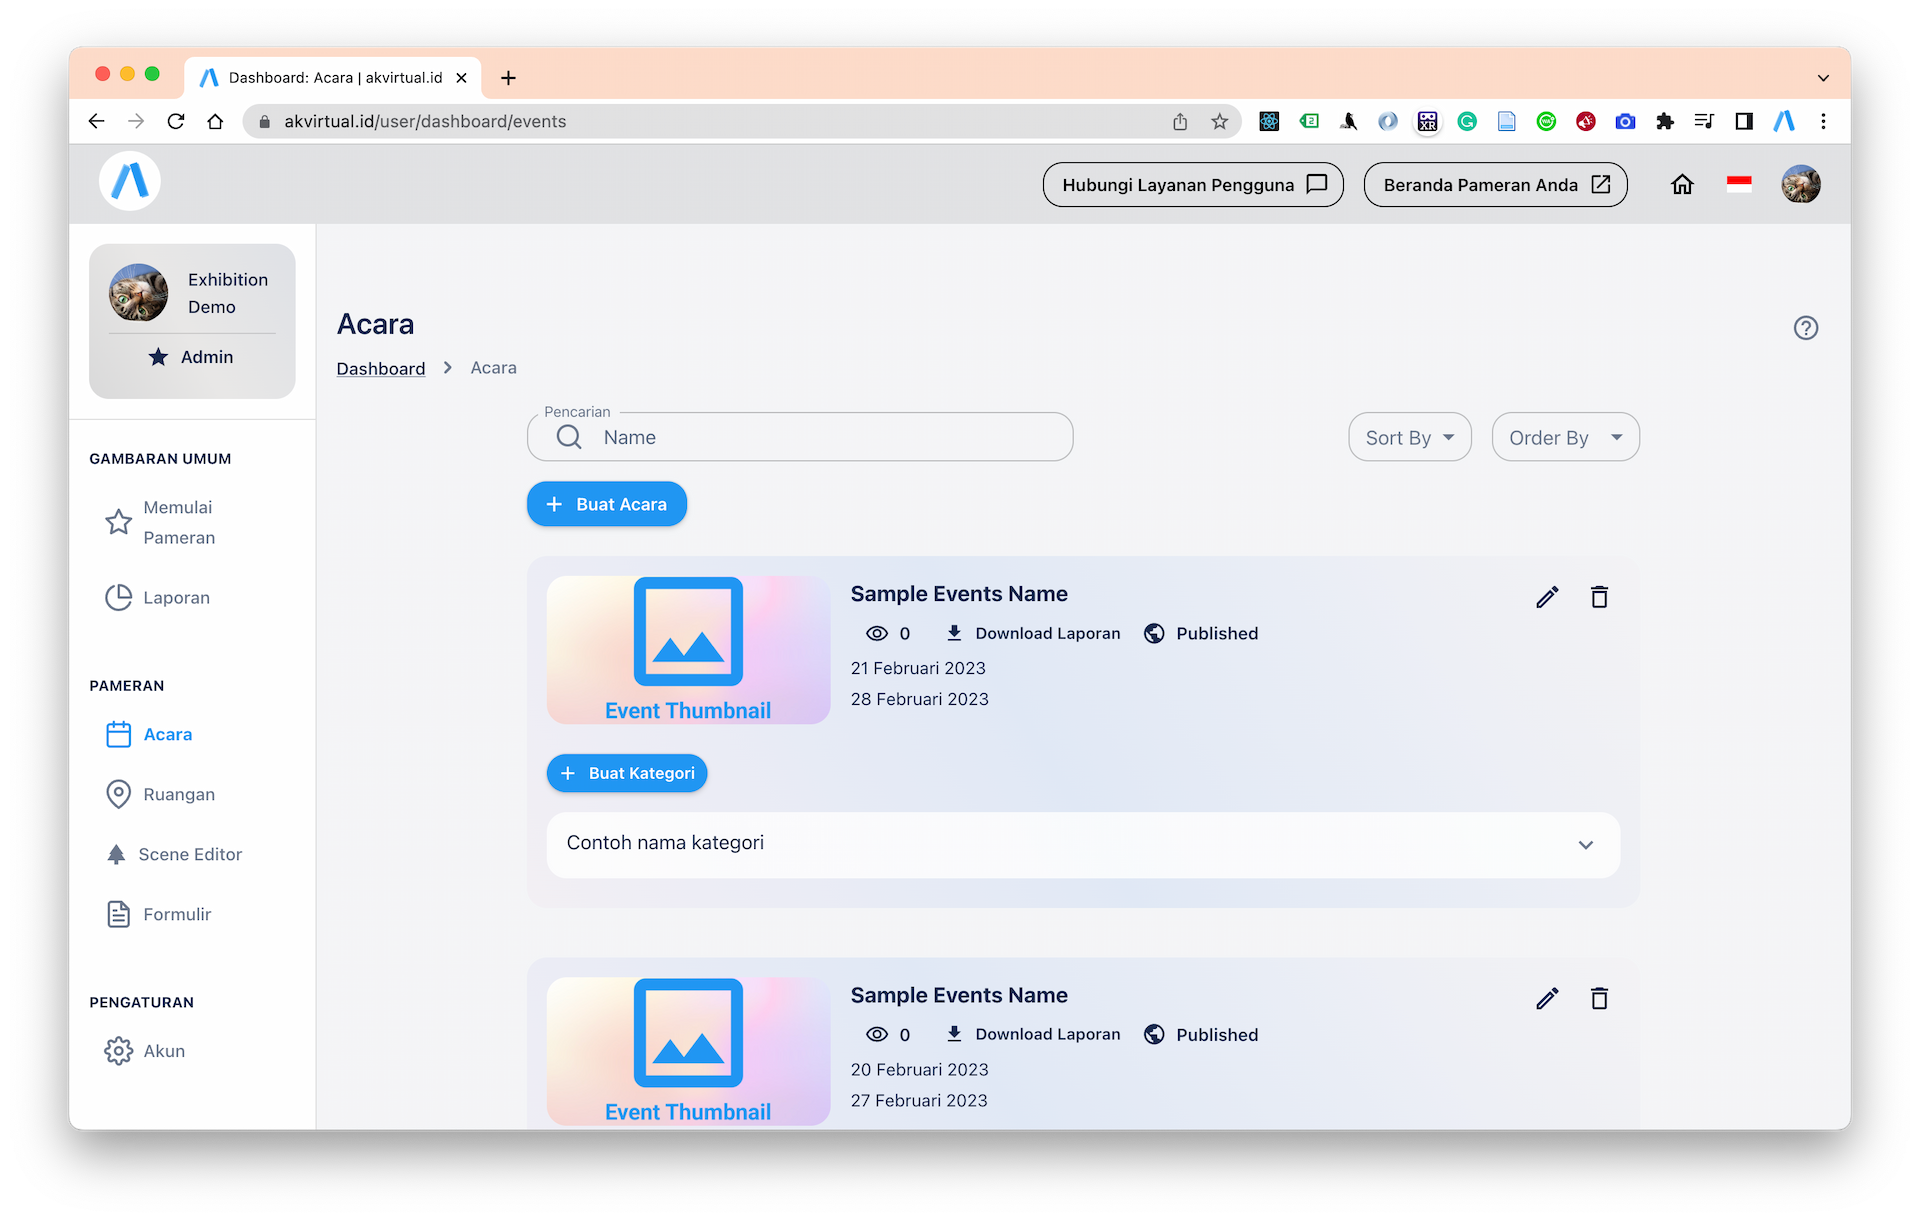 Dashboard: Acara | akvirtual.id
akvirtual.id/user/dashboard/events
Hubungi Layanan Pengguna
Beranda Pameran Anda
Exhibition
Demo
Admin
GAMBARAN UMUM
Memulai
Pameran
Laporan
PAMERAN
Acara
Ruangan
Scene Editor
Formulir
PENGATURAN
Akun
Acara
Dashboard
Acara
Pencarian
Name
Sort By
Order By
Buat Acara
Event Thumbnail
Sample Events Name
0 Download Laporan Published
21 Februari 2023
28 Februari 2023
Buat Kategori
Contoh nama kategori
Event Thumbnail
Sample Events Name
0 Download Laporan Published
20 Februari 2023
27 Februari 2023